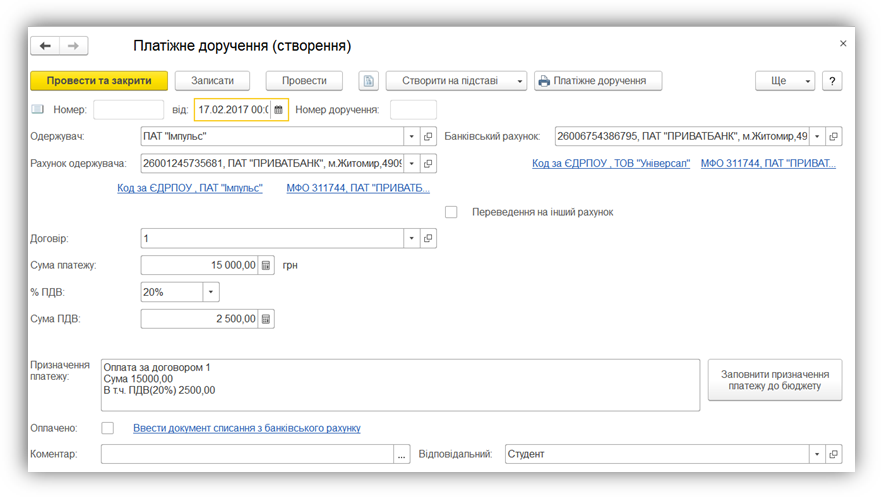 Платіжне доручення (створення)
Провести та закрити Записати Провести Створити на підставі Платіжне доручення Ще ?
Номер: від: 17.02.2017 00:0 Номер доручення:
Одержувач: ПАТ "Імпульс" Банківський рахунок: 26006754386795, ПАТ "ПРИВАТБАНК", м.Житомир,49
Рахунок одержувача: 26001245735681, ПАТ "ПРИВАТБАНК", м.Житомир,4909 Код за ЄДРПОУ , ТОВ "Універсал" МФО 311744, ПАТ "ПРИВАТ...
Код за ЄДРПОУ , ПАТ "Імпульс" МФО 311744, ПАТ "ПРИВАТБ...
Переведення на інший рахунок
Договір: 1
Сума платежу: 15 000,00 грн
% ПДВ: 20%
Сума ПДВ: 2 500,00
Призначення
платежу:
Оплата за договором 1
Сума 15000,00
В т.ч. ПДВ(20%) 2500,00
Заповнити призначення
платежу до бюджету
Оплачено: Ввести документ списання з банківського рахунку
Коментар: ... Відповідальний: Студент